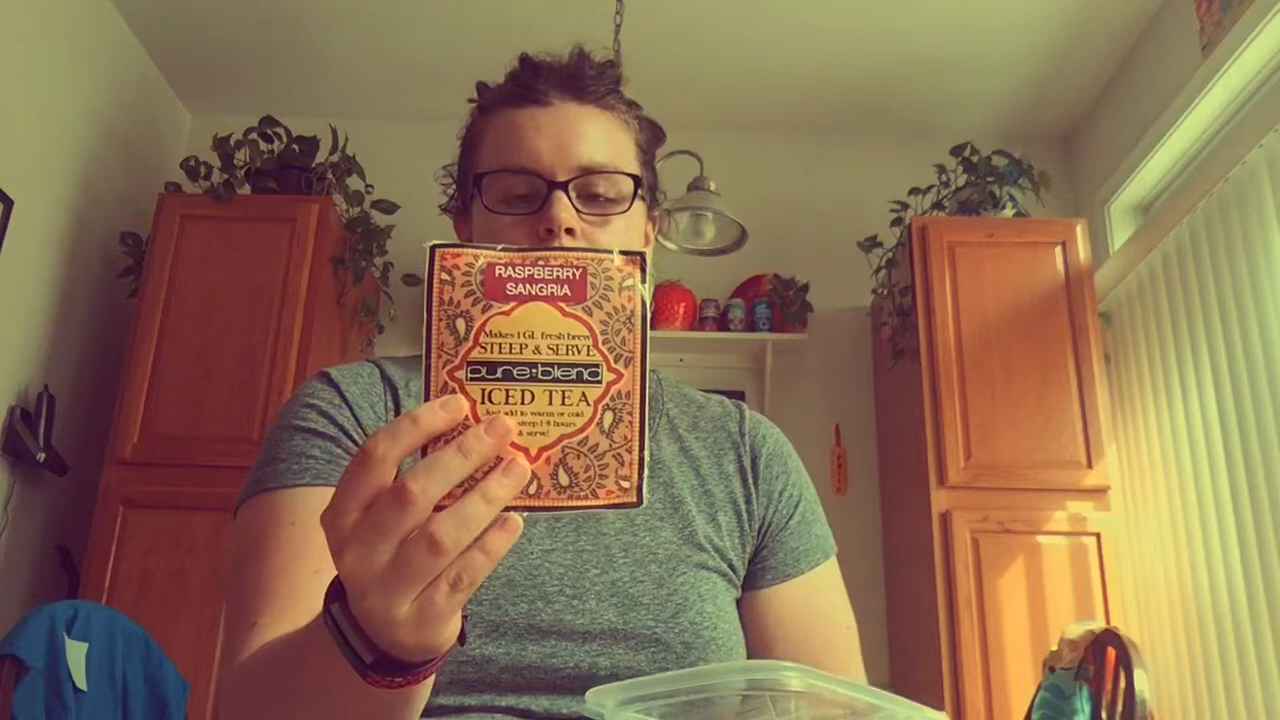 RASPBERRY
SANGRIA
Makes 1 GL. fresh brew
STEEP & SERVE
pure·blend
ICED TEA
Just add to warm or cold
steep 1-8 hours
& serve!